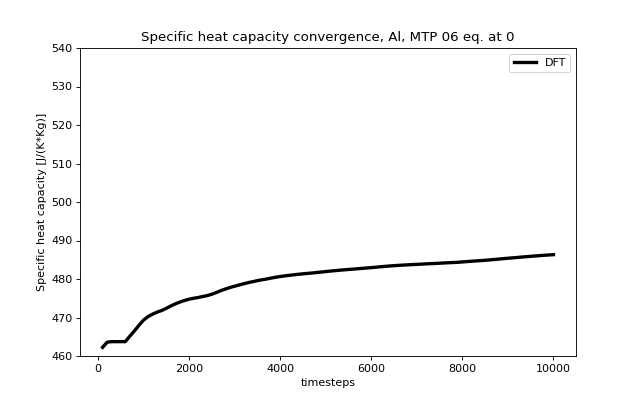 Specific heat capacity convergence, Al, MTP 06 eq. at 0
DFT
Specific heat capacity [J/(K*Kg)]
540
530
520
510
500
490
480
470
460
0 2000 4000 6000 8000 10000
timesteps